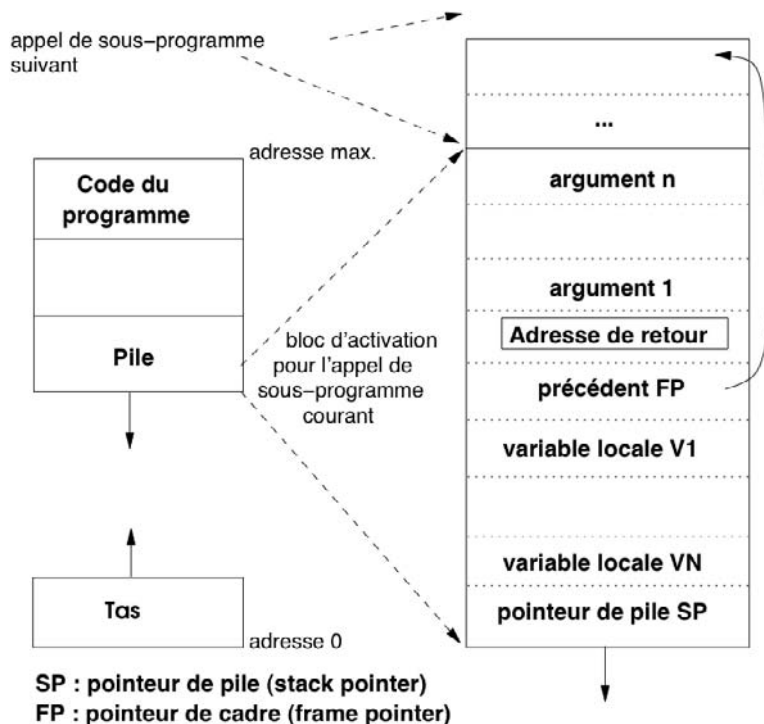 appel de sous–programme
suivant
adresse max.
Code du
programme
Pile
bloc d'activation
pour l'appel de
sous–programme
courant
Tas
adresse 0
...
argument n
argument 1
Adresse de retour
précédent FP
variable locale V1
variable locale VN
pointeur de pile SP
SP : pointeur de pile (stack pointer)
FP : pointeur de cadre (frame pointer)